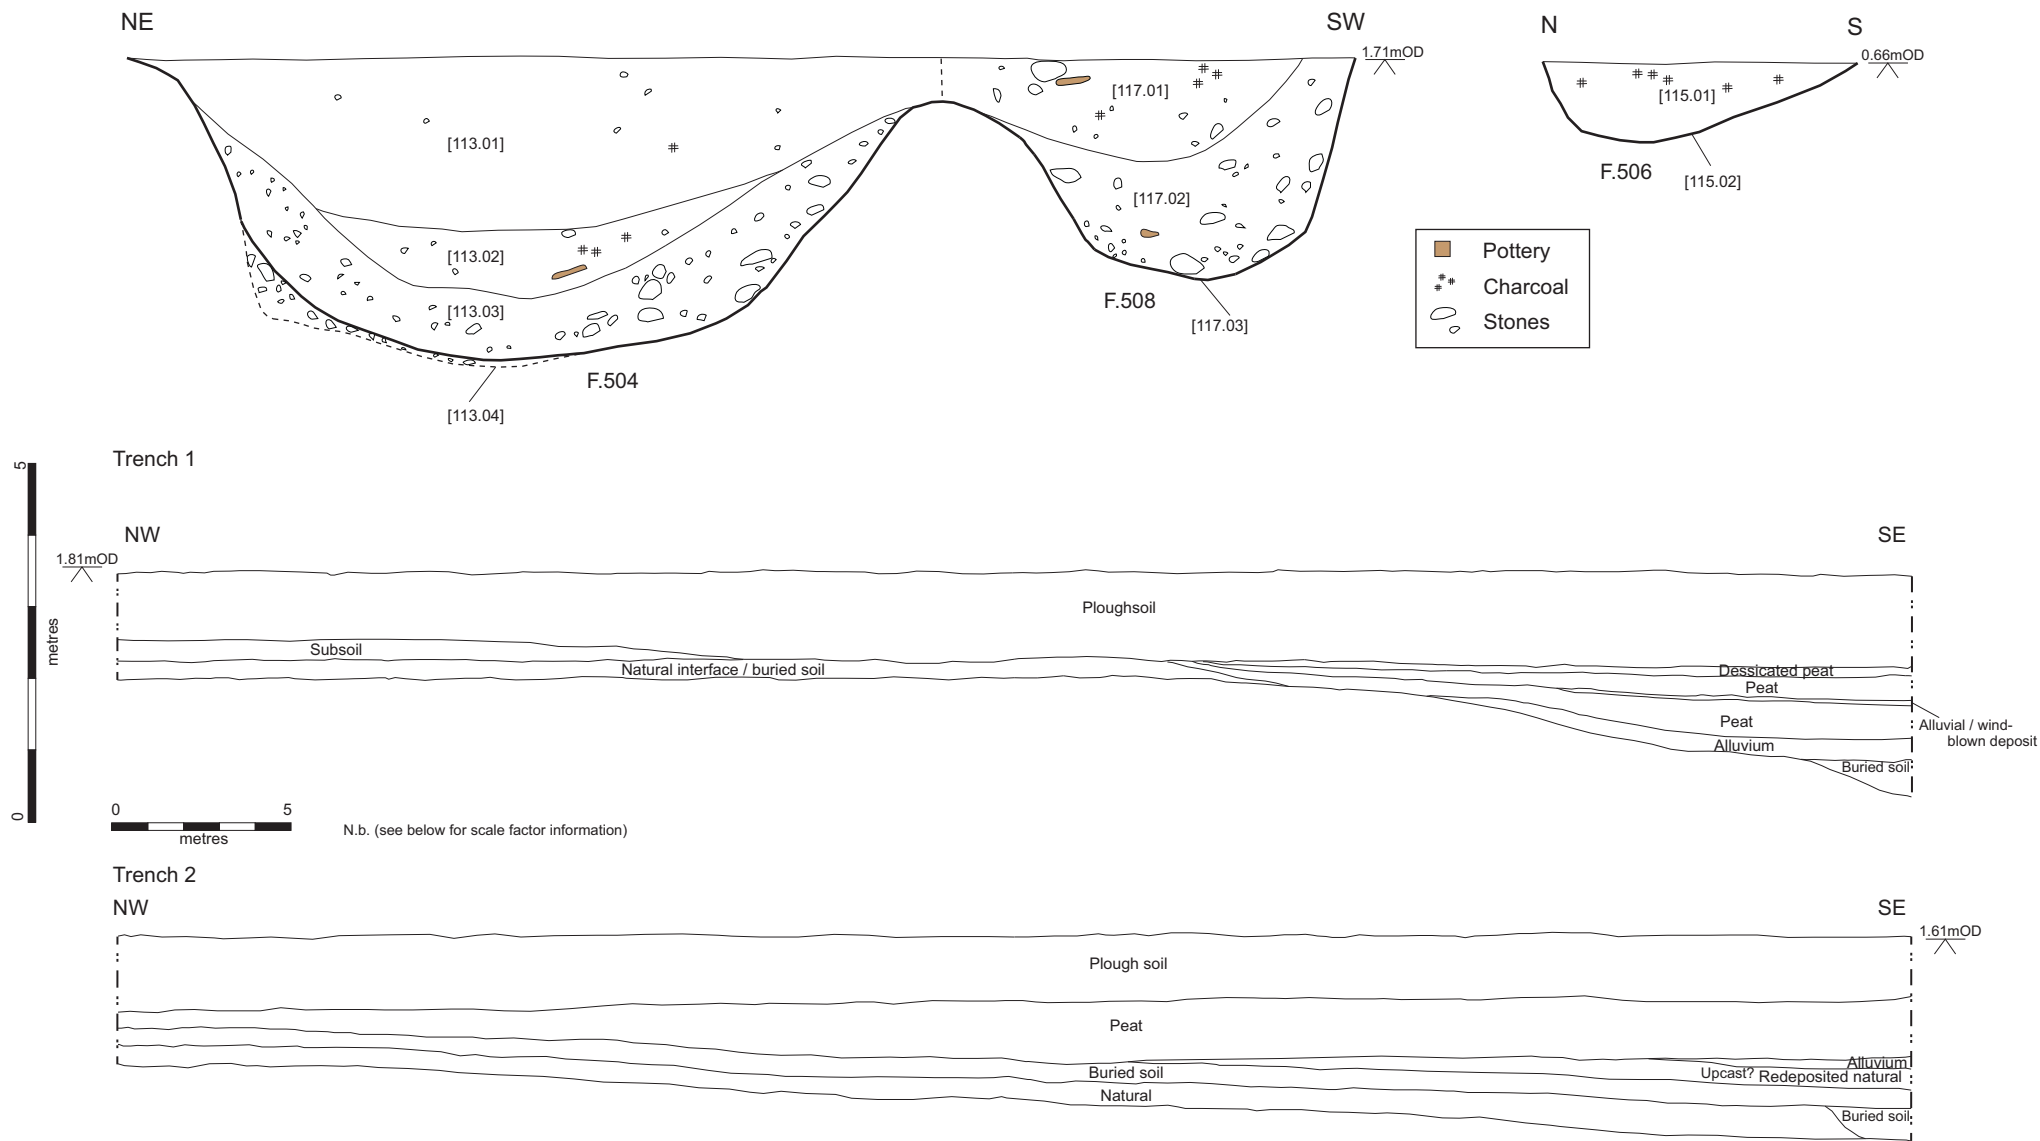 NE
SW
N
S
1.71mOD
0.66mOD
[117.01]
[115.01]
[113.01]
F.506
[115.02]
[117.02]
[113.02]
Pottery
Charcoal
Stones
[113.03]
F.508
[117.03]
F.504
[113.04]
Trench 1
5
metres
0
NW
SE
1.81mOD
Ploughsoil
Subsoil
Natural interface / buried soil
Dessicated peat
Peat
Peat
Alluvial / wind-
blown deposit
Alluvium
Buried soil
0 5
metres
N.b. (see below for scale factor information)
Trench 2
NW
SE
1.61mOD
Plough soil
Peat
Alluvium
Buried soil
Upcast? Redeposited natural
Natural
Buried soil